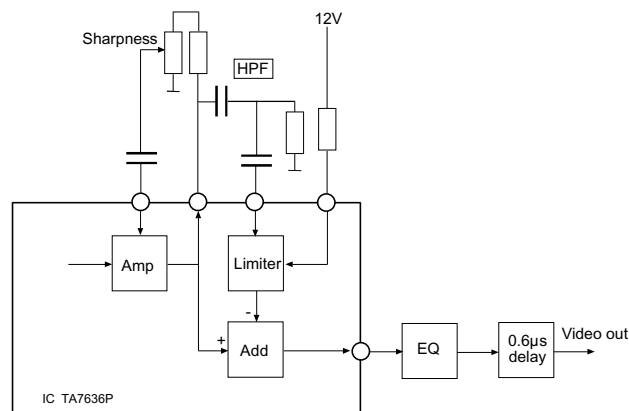 12V
Sharpness
HPF
Amp
Limiter
-
+
Add
EQ
0.6µs
delay
Video out
IC TA7636P